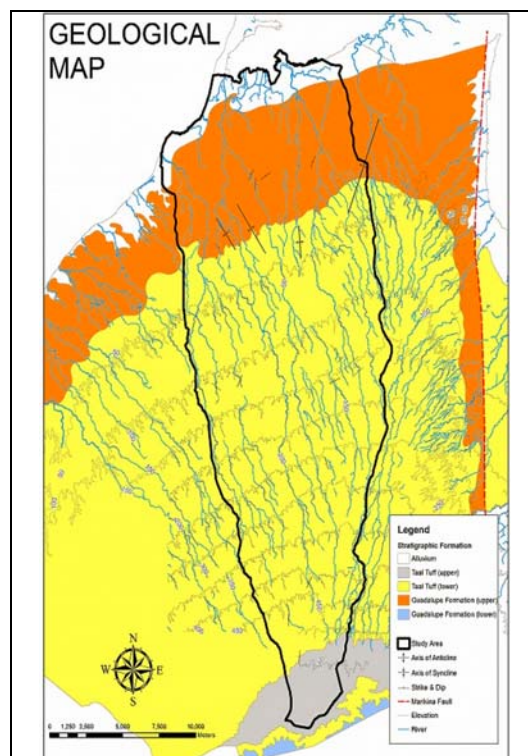 GEOLOGICAL
MAP
Legend
Stratigraphic Formation
Alluvium
Taal Tuff (upper)
Taal Tuff (lower)
Guadalupe Formation (upper)
Guadalupe Formation (lower)
Study Area
Axis of Anticline
Axis of Syncline
Strike & Dip
Marikina Fault
Elevation
River
N
W
E
S
0
1,250
2,500
5,000
7,500
10,000
Meters